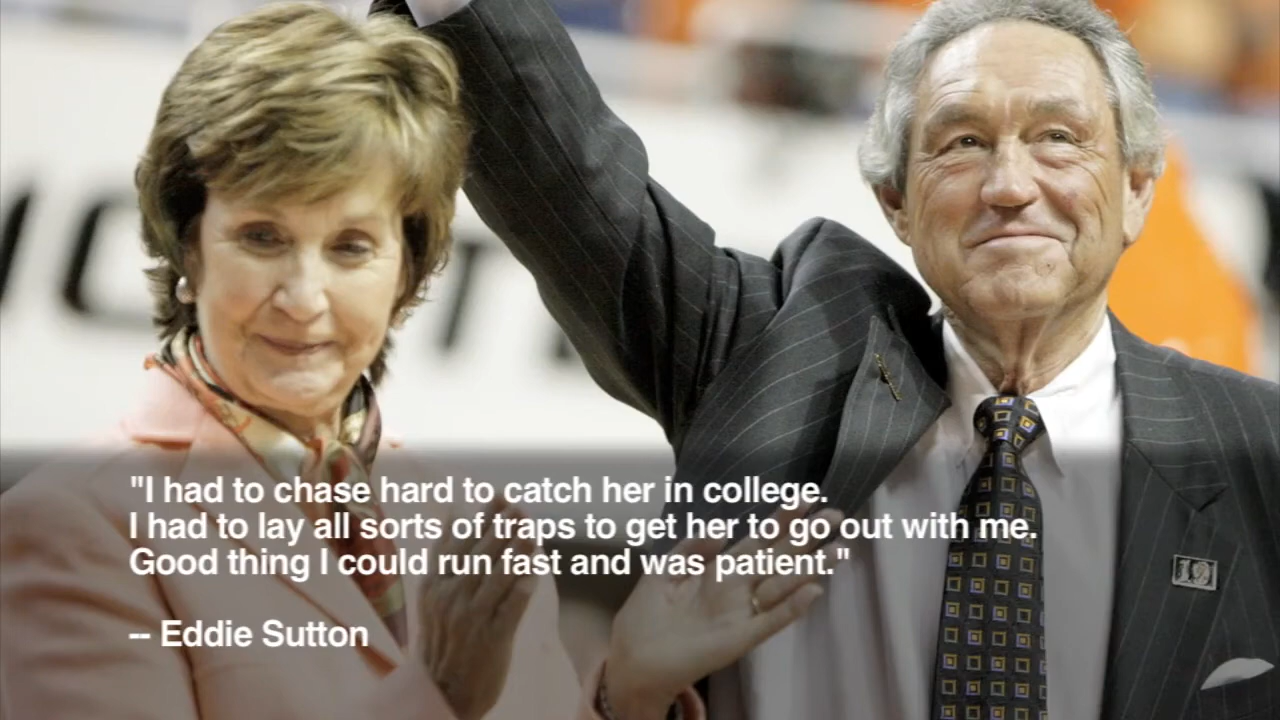 "I had to chase hard to catch her in college.
I had to lay all sorts of traps to get her to go out with me.
Good thing I could run fast and was patient."
-- Eddie Sutton